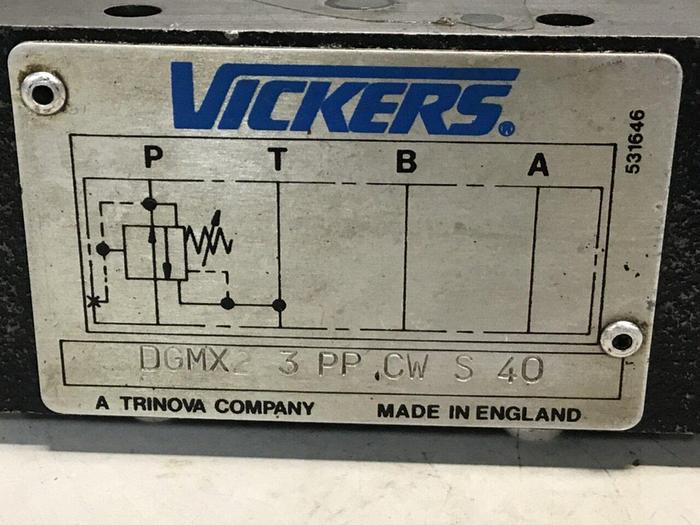 VICKERS®
531646
P T B A
DGMX2 3 PP CW S 40
A TRINOVA COMPANY MADE IN ENGLAND